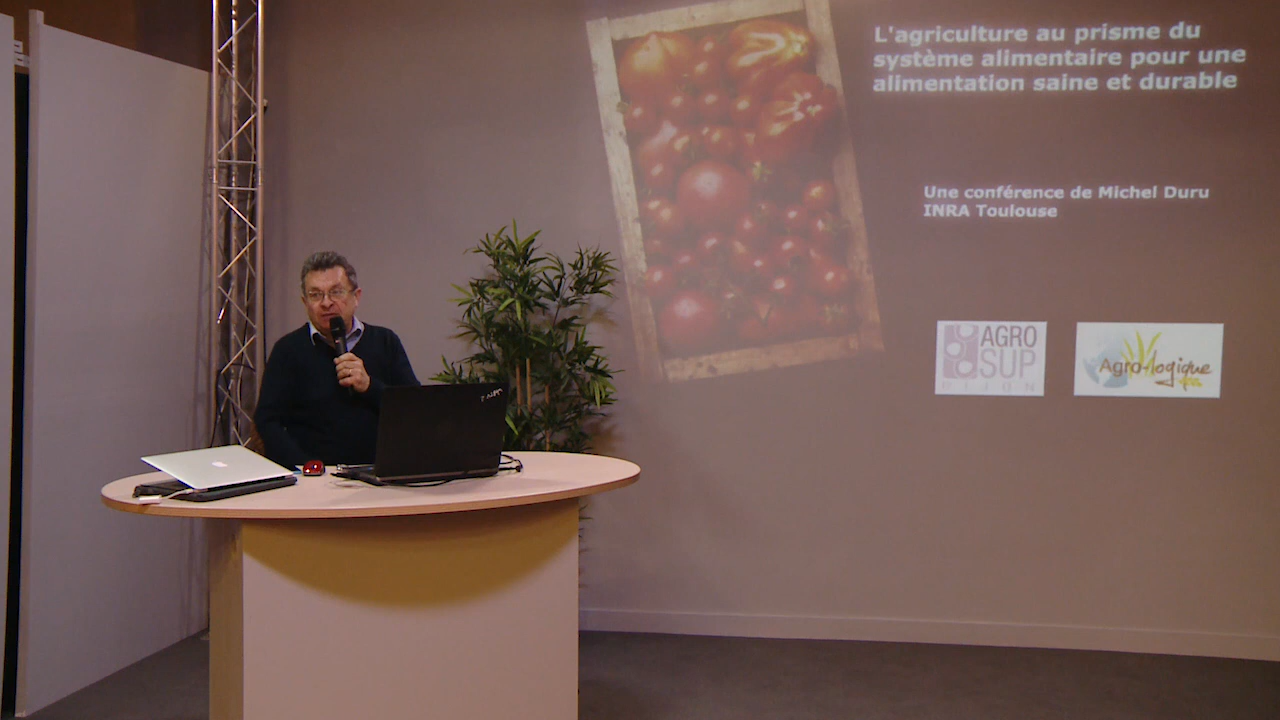 L'agriculture au prisme du
système alimentaire pour une
alimentation saine et durable
Une conférence de Michel Duru
INRA Toulouse
AGRO
SUP
DIJON
Agro-logique